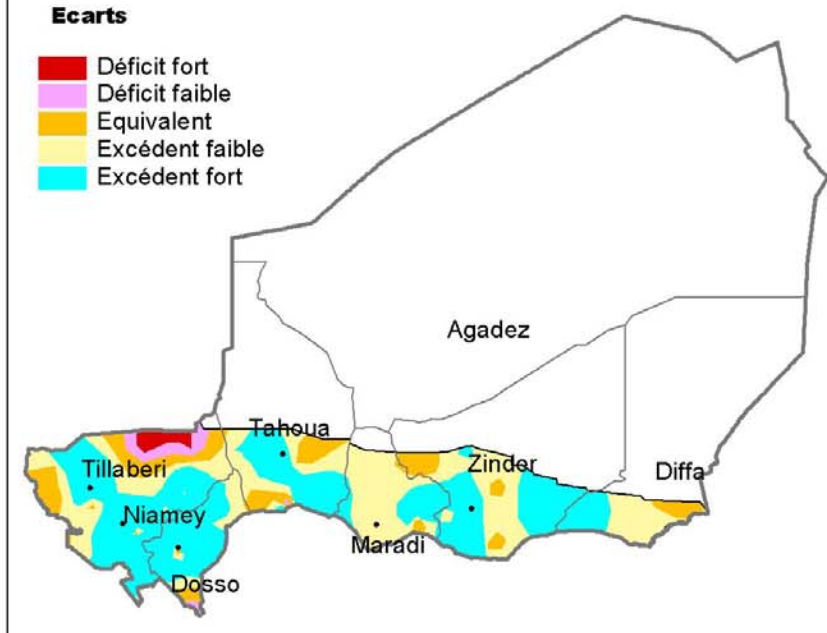 Ecarts
Déficit fort
Déficit faible
Equivalent
Excédent faible
Excédent fort
Agadez
Tahoua
Tillaberi
Zinder
Diffa
Niamey
Maradi
Dosso